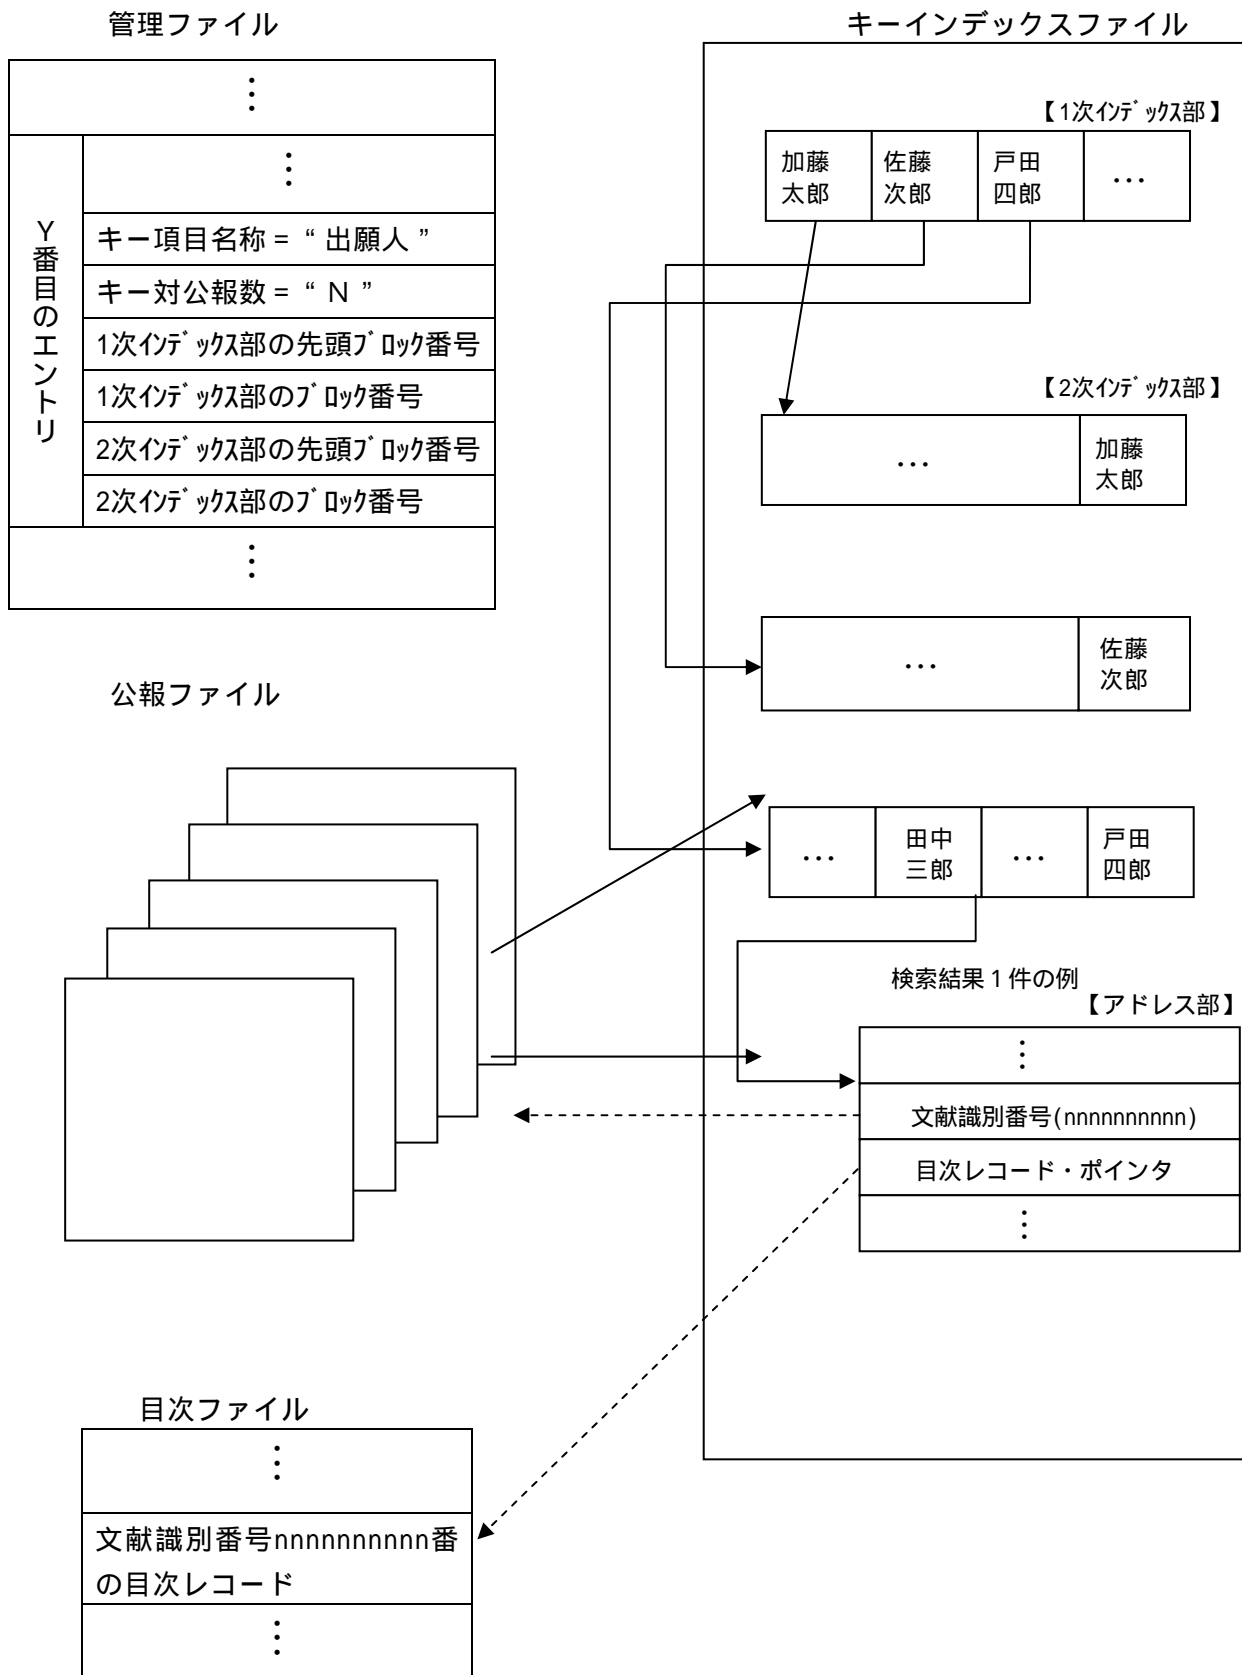 管理ファイル
⋮
Y番目のエントリ
⋮
キー項目名称=“出願人”
キー対公報数=“N”
1次ｲﾝﾃﾞｯｸｽ部の先頭ﾌﾞﾛｯｸ番号
1次ｲﾝﾃﾞｯｸｽ部のﾌﾞﾛｯｸ番号
2次ｲﾝﾃﾞｯｸｽ部の先頭ﾌﾞﾛｯｸ番号
2次ｲﾝﾃﾞｯｸｽ部のﾌﾞﾛｯｸ番号
⋮
キーインデックスファイル
【1次ｲﾝﾃﾞｯｸｽ部】
加藤
太郎
佐藤
次郎
戸田
四郎
…
【2次ｲﾝﾃﾞｯｸｽ部】
…
加藤
太郎
…
佐藤
次郎
…
田中
三郎
…
戸田
四郎
検索結果1件の例
【アドレス部】
⋮
文献識別番号(nnnnnnnnnn)
目次レコード・ポインタ
⋮
公報ファイル
目次ファイル
⋮
文献識別番号nnnnnnnnnn番
の目次レコード
⋮